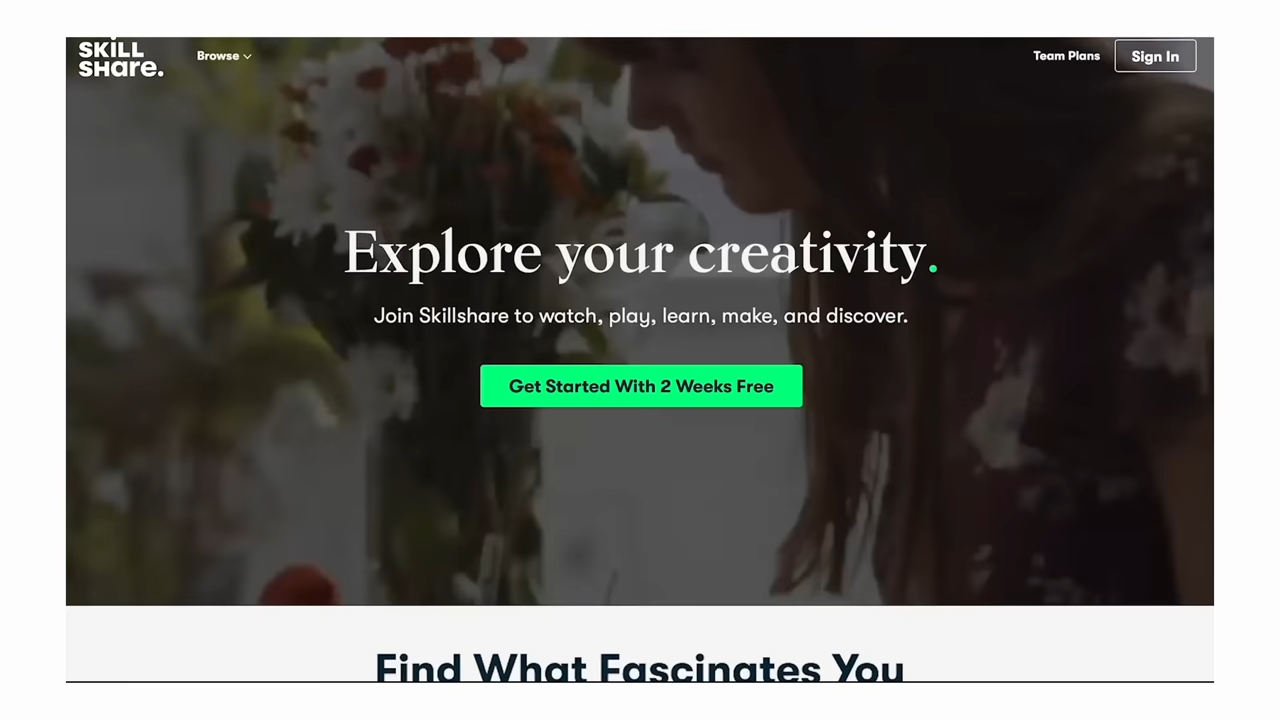 SKiLL
SHare.
Browse
Team Plans
Sign In
Explore your creativity.
Join Skillshare to watch, play, learn, make, and discover.
Get Started With 2 Weeks Free
Find What Fascinates You